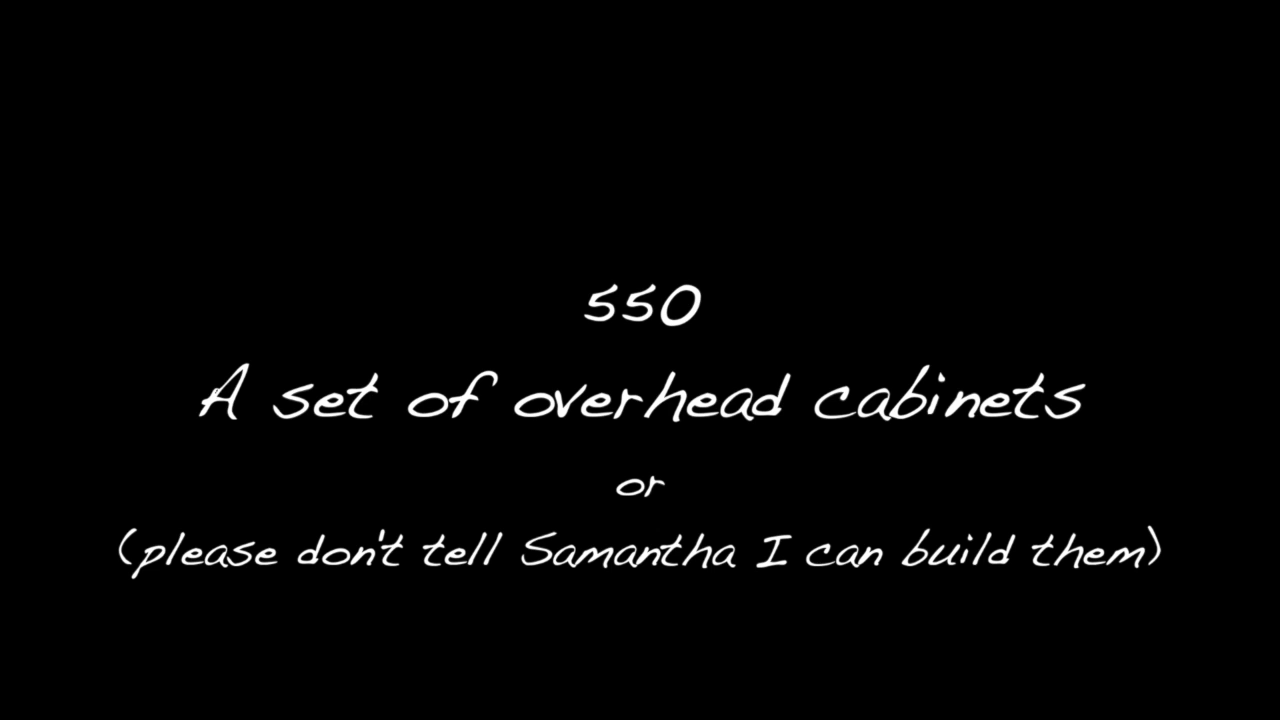 550
A set of overhead cabinets
or
(please don't tell Samantha I can build them)